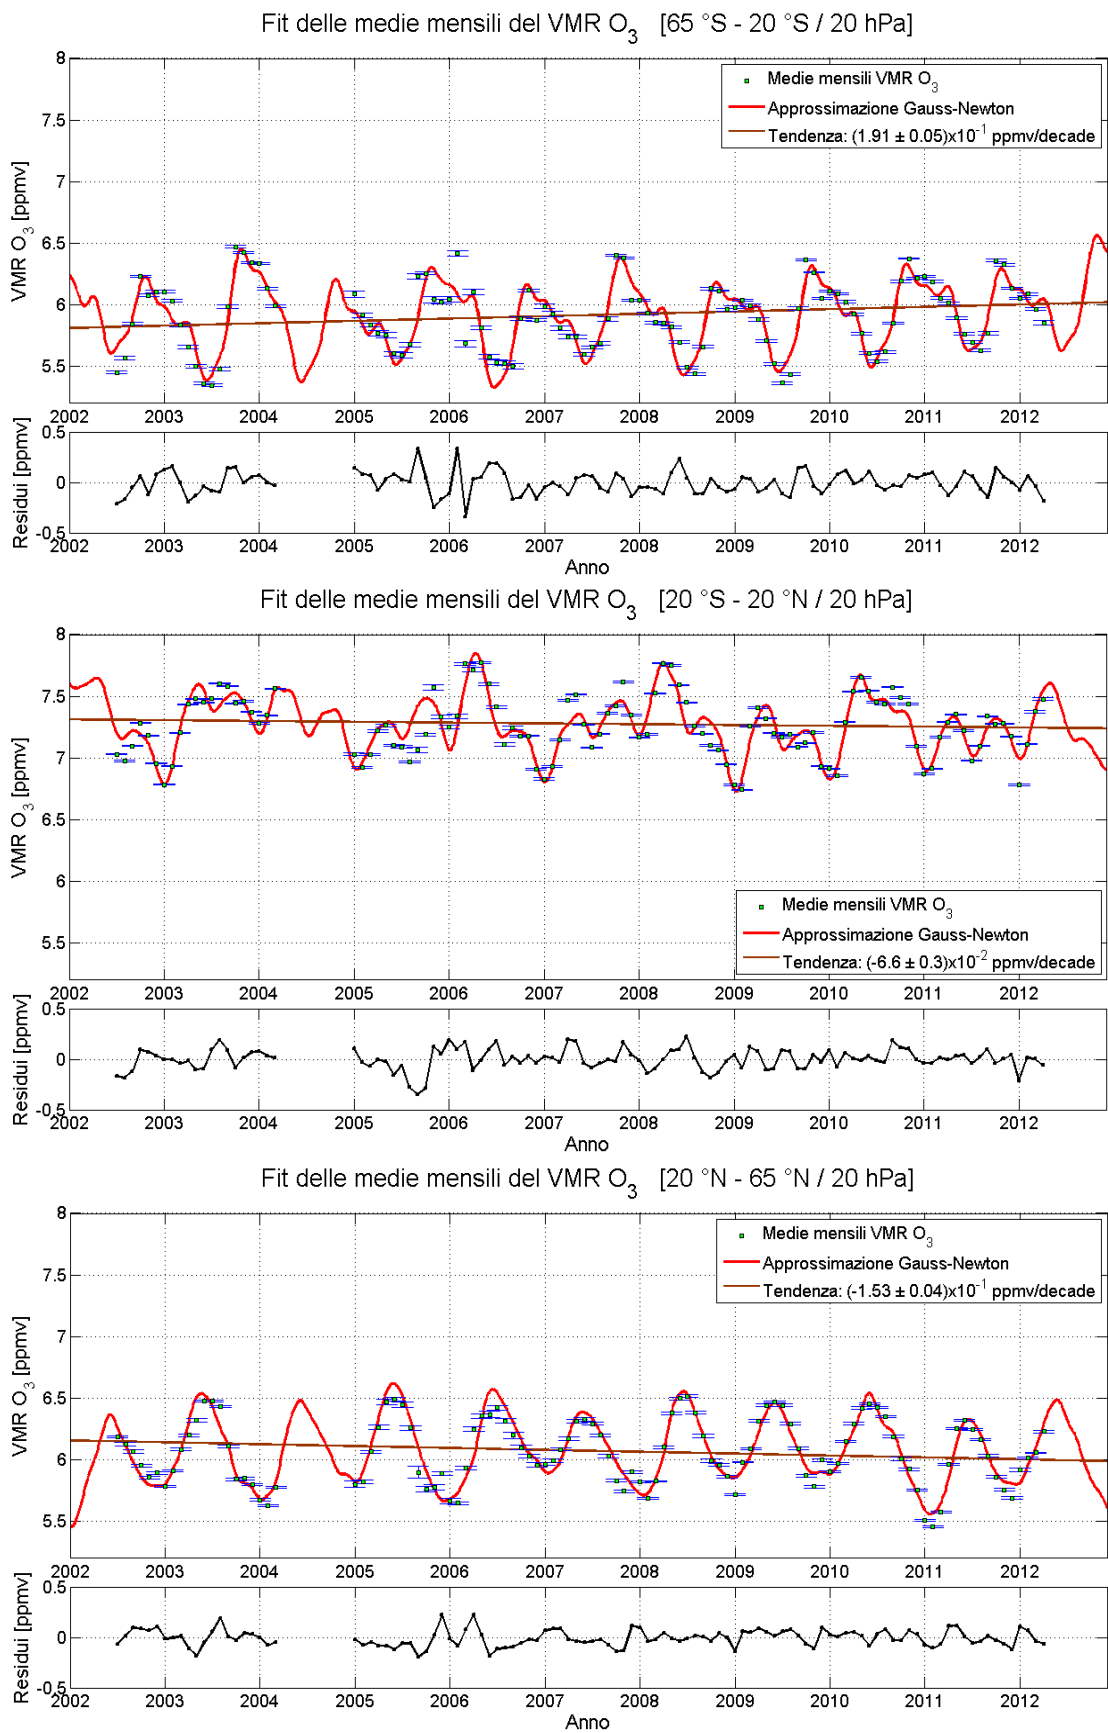 Fit delle medie mensili del VMR O3 [65 °S - 20 °S / 20 hPa]
VMR O3 [ppmv]
8
7.5
7
6.5
6
5.5
Medie mensili VMR O3
Approssimazione Gauss-Newton
Tendenza: (1.91 ± 0.05)x10-1 ppmv/decade
2002 2003 2004 2005 2006 2007 2008 2009 2010 2011 2012
Residui [ppmv]
0.5
0
-0.5
2002 2003 2004 2005 2006 2007 2008 2009 2010 2011 2012
Anno
Fit delle medie mensili del VMR O3 [20 °S - 20 °N / 20 hPa]
VMR O3 [ppmv]
8
7.5
7
6.5
6
5.5
Medie mensili VMR O3
Approssimazione Gauss-Newton
Tendenza: (-6.6 ± 0.3)x10-2 ppmv/decade
2002 2003 2004 2005 2006 2007 2008 2009 2010 2011 2012
Residui [ppmv]
0.5
0
-0.5
2002 2003 2004 2005 2006 2007 2008 2009 2010 2011 2012
Anno
Fit delle medie mensili del VMR O3 [20 °N - 65 °N / 20 hPa]
VMR O3 [ppmv]
8
7.5
7
6.5
6
5.5
Medie mensili VMR O3
Approssimazione Gauss-Newton
Tendenza: (-1.53 ± 0.04)x10-1 ppmv/decade
2002 2003 2004 2005 2006 2007 2008 2009 2010 2011 2012
Residui [ppmv]
0.5
0
-0.5
2002 2003 2004 2005 2006 2007 2008 2009 2010 2011 2012
Anno